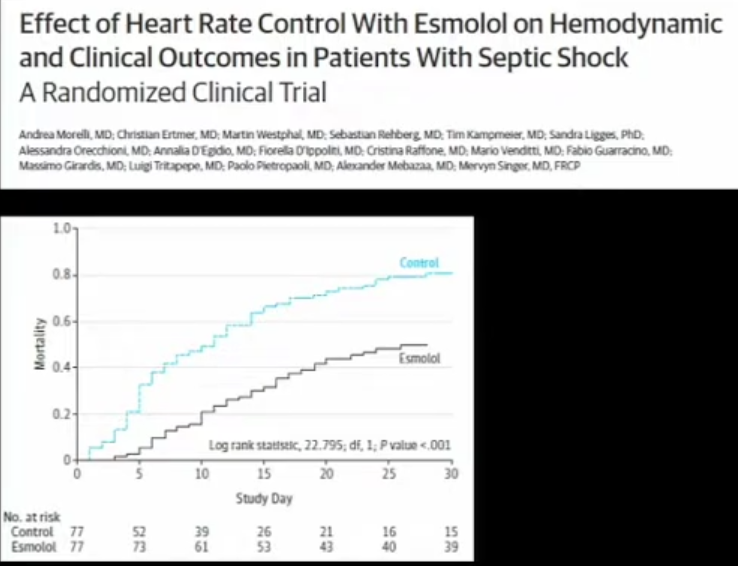 Effect of Heart Rate Control With Esmolol on Hemodynamic
and Clinical Outcomes in Patients With Septic Shock
A Randomized Clinical Trial
Andrea Morelli, MD; Christian Ertmer, MD; Martin Westphal, MD; Sebastian Rehberg, MD; Tim Kampmeier, MD; Sandra Ligges, PhD;
Alessandra Orecchioni, MD; Annalia D'Egidio, MD; Fiorella D'Ippoliti, MD; Cristina Raffone, MD; Mario Venditti, MD; Fabio Guarracino, MD;
Massimo Girardis, MD; Luigi Tritapepe, MD; Paolo Pietropaoli, MD; Alexander Mebazaa, MD; Mervyn Singer, MD, FRCP
1.0
Control
0.8
0.6
Mortality
0.4
Esmolol
0.2
Log rank statistic, 22.795; df, 1; P value <.001
0
0 5 10 15 20 25 30
Study Day
No. at risk
Control 77 52 39 26 21 16 15
Esmolol 77 73 61 53 43 40 39